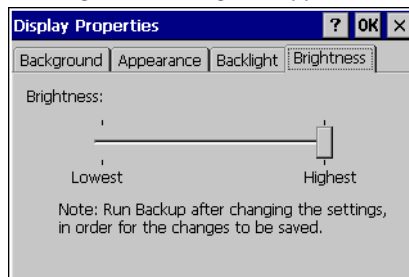 Display Properties ? OK ×
Background Appearance Backlight Brightness
Brightness:
Lowest Highest
Note: Run Backup after changing the settings,
in order for the changes to be saved.